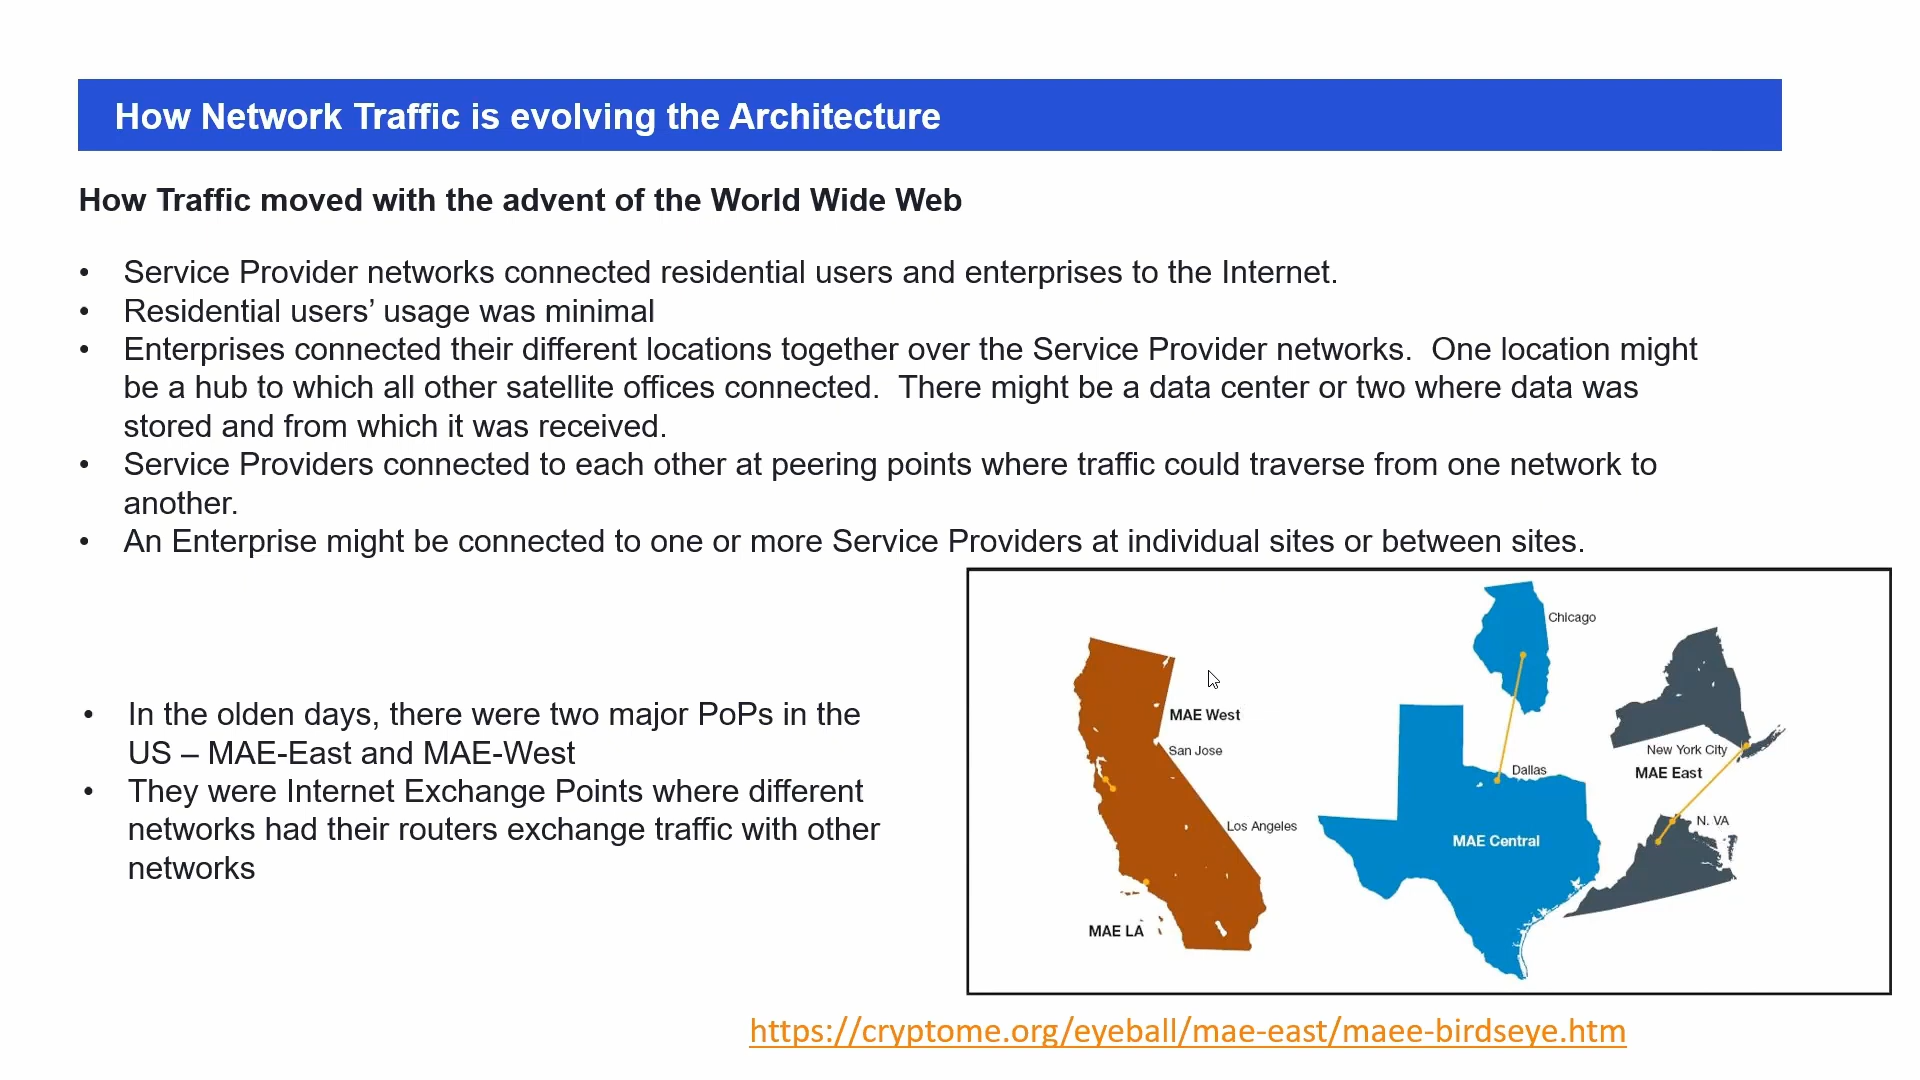 How Network Traffic is evolving the Architecture
How Traffic moved with the advent of the World Wide Web
• Service Provider networks connected residential users and enterprises to the Internet.
• Residential users’ usage was minimal
• Enterprises connected their different locations together over the Service Provider networks.  One location might
be a hub to which all other satellite offices connected.  There might be a data center or two where data was
stored and from which it was received.
• Service Providers connected to each other at peering points where traffic could traverse from one network to
another.
• An Enterprise might be connected to one or more Service Providers at individual sites or between sites.
• In the olden days, there were two major PoPs in the
US – MAE-East and MAE-West
• They were Internet Exchange Points where different
networks had their routers exchange traffic with other
networks
MAE West
San Jose
Los Angeles
MAE LA
Chicago
Dallas
MAE Central
New York City
MAE East
N. VA
https://cryptome.org/eyeball/mae-east/maee-birdseye.htm